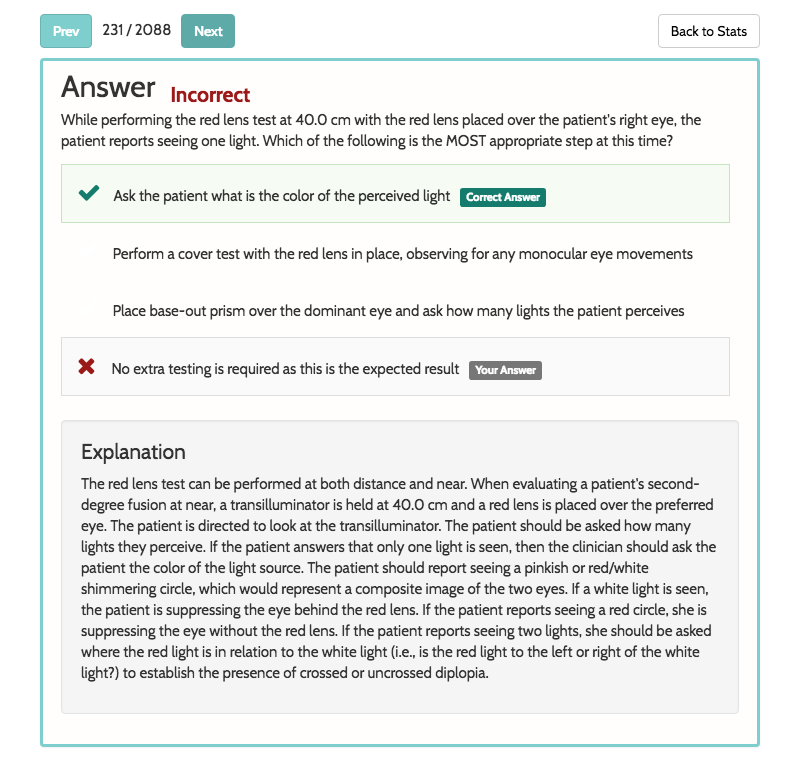 Prev 231 / 2088 Next Back to Stats
Answer Incorrect
While performing the red lens test at 40.0 cm with the red lens placed over the patient's right eye, the
patient reports seeing one light. Which of the following is the MOST appropriate step at this time?
Ask the patient what is the color of the perceived light Correct Answer
Perform a cover test with the red lens in place, observing for any monocular eye movements
Place base-out prism over the dominant eye and ask how many lights the patient perceives
No extra testing is required as this is the expected result Your Answer
Explanation
The red lens test can be performed at both distance and near. When evaluating a patient's second-
degree fusion at near, a transilluminator is held at 40.0 cm and a red lens is placed over the preferred
eye. The patient is directed to look at the transilluminator. The patient should be asked how many
lights they perceive. If the patient answers that only one light is seen, then the clinician should ask the
patient the color of the light source. The patient should report seeing a pinkish or red/white
shimmering circle, which would represent a composite image of the two eyes. If a white light is seen,
the patient is suppressing the eye behind the red lens. If the patient reports seeing a red circle, she is
suppressing the eye without the red lens. If the patient reports seeing two lights, she should be asked
where the red light is in relation to the white light (i.e., is the red light to the left or right of the white
light?) to establish the presence of crossed or uncrossed diplopia.